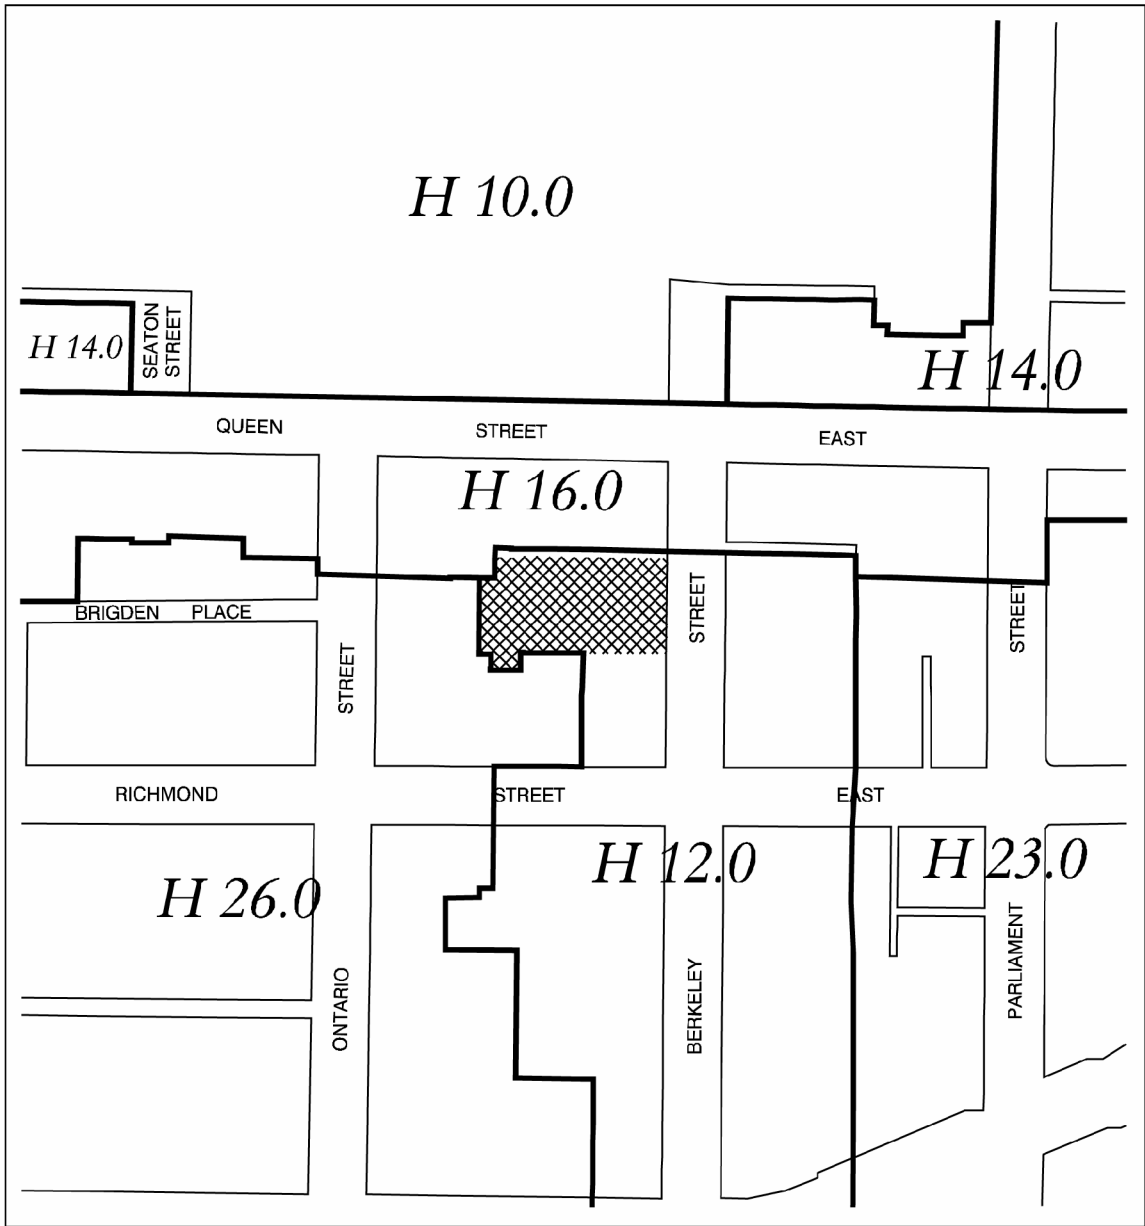 H 10.0
SEATON
STREET
H 14.0
H 14.0
QUEEN STREET EAST
H 16.0
BRIGDEN PLACE
STREET
STREET
STREET
RICHMOND STREET EAST
H 26.0
H 12.0
H 23.0
ONTARIO
BERKELEY
PARLIAMENT